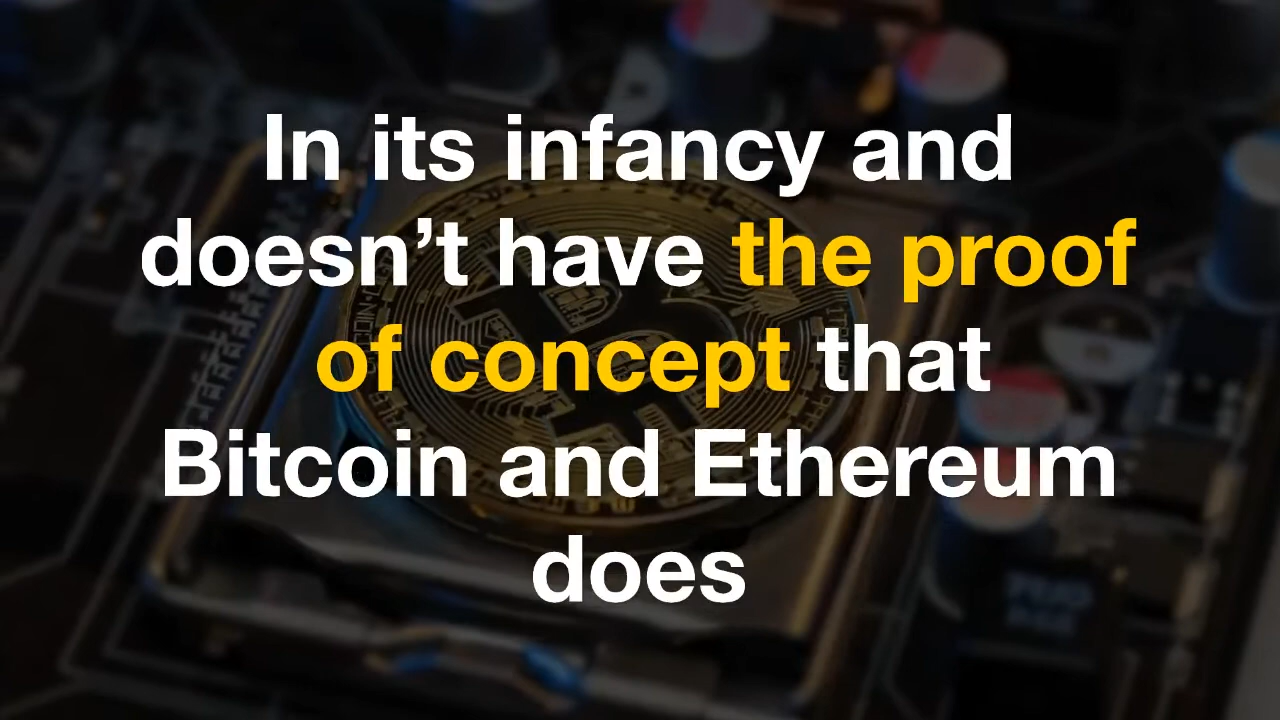 In its infancy and
doesn’t have the proof
of concept that
Bitcoin and Ethereum
does